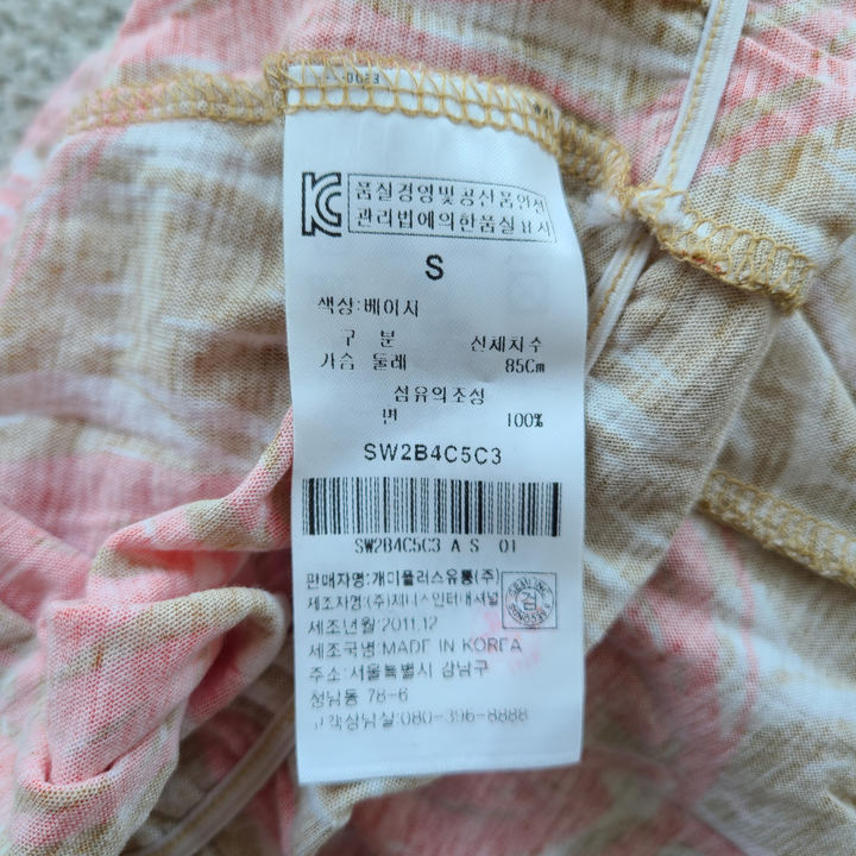 품질경영및공산품안전
관리법에의한품질표시
S
색상:베이지
구 분 신체치수
가슴 둘레 85Cm
섬유의조성
면 100%
SW2B4C5C3
SW2B4C5C3 A S 01
판매자명:개미플러스유통(주)
제조자명:(주)제니스인터내셔널
제조년월:2011.12
제조국명:MADE IN KOREA
주소:서울특별시 강남구
청남동 78-6
고객상담실:080-396-8888
검